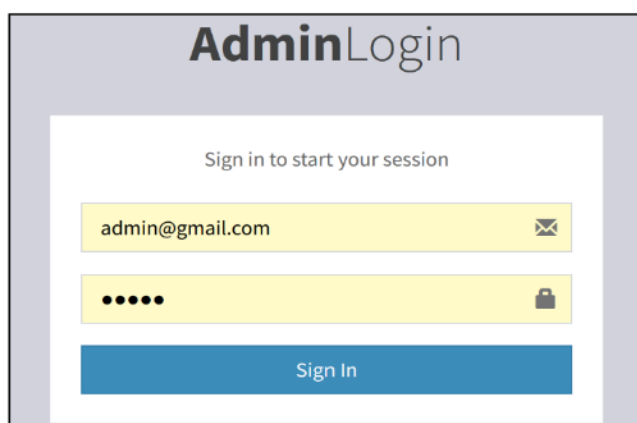 AdminLogin
Sign in to start your session
admin@gmail.com
•••••
Sign In